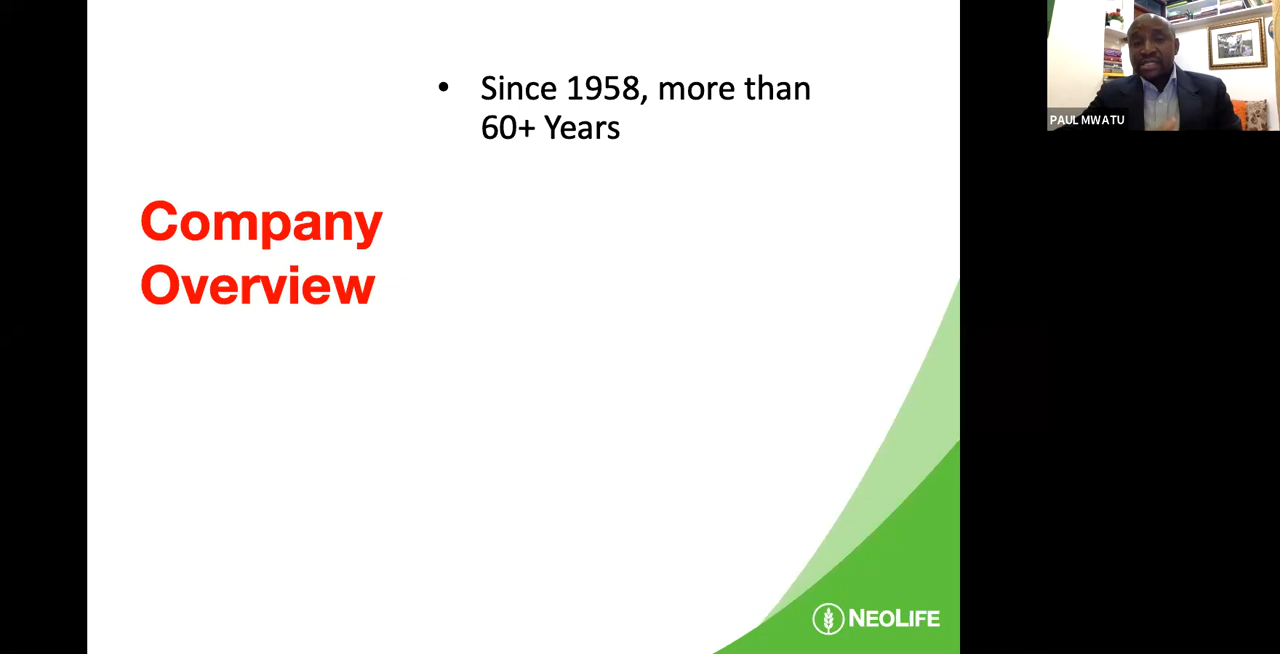 • Since 1958, more than
60+ Years
Company
Overview
NEOLIFE
PAUL MWATU